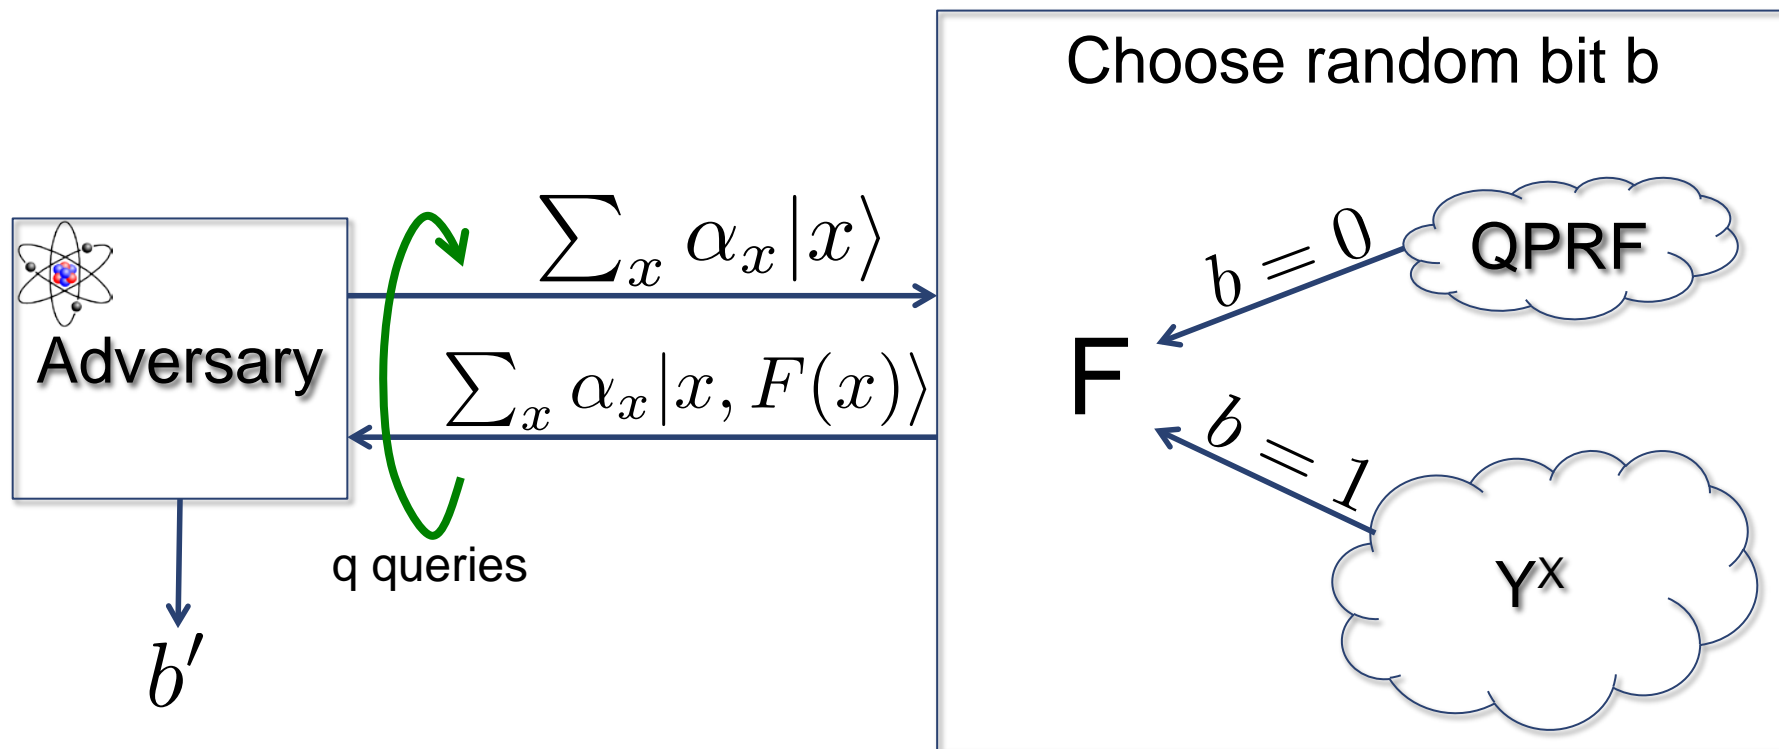 Choose random bit b
∑ₓ αₓ|x⟩
b = 0
QPRF
Adversary
∑ₓ αₓ|x, F(x)⟩
F
b = 1
q queries
Yˣ
b′